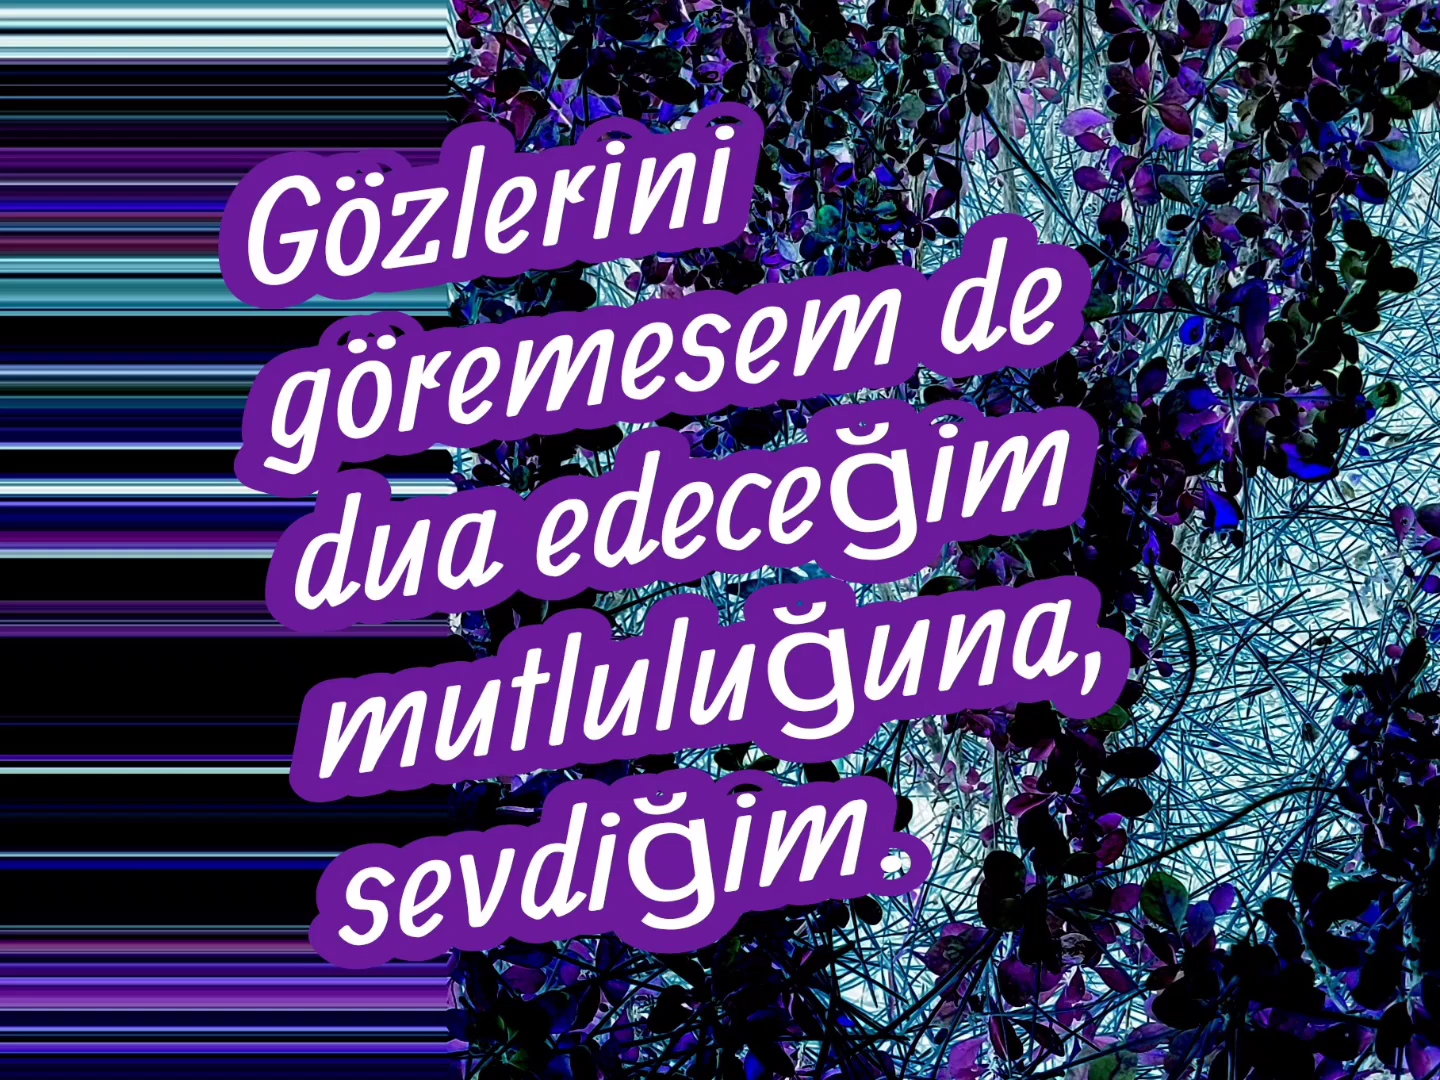 Gözlerini
göremesem de
dua edeceğim
mutluluğuna,
sevdiğim.